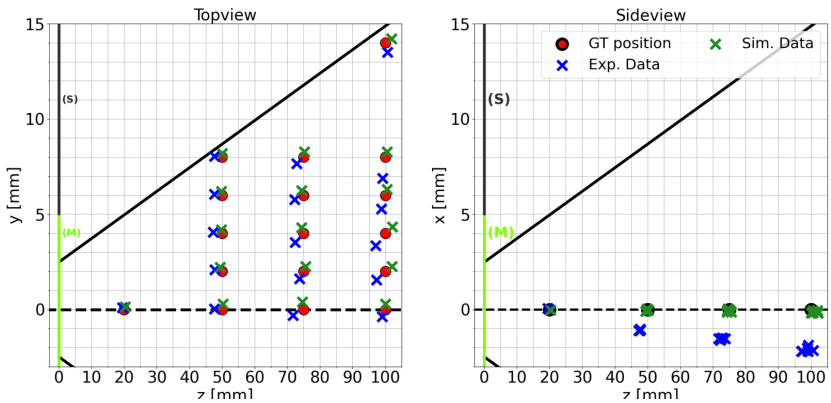 Topview
Sideview
15
10
5
0
y [mm]
(S)
(M)
0 10 20 30 40 50 60 70 80 90 100
z [mm]
15
10
5
0
x [mm]
GT position
Exp. Data
Sim. Data
(S)
(M)
0 10 20 30 40 50 60 70 80 90 100
z [mm]